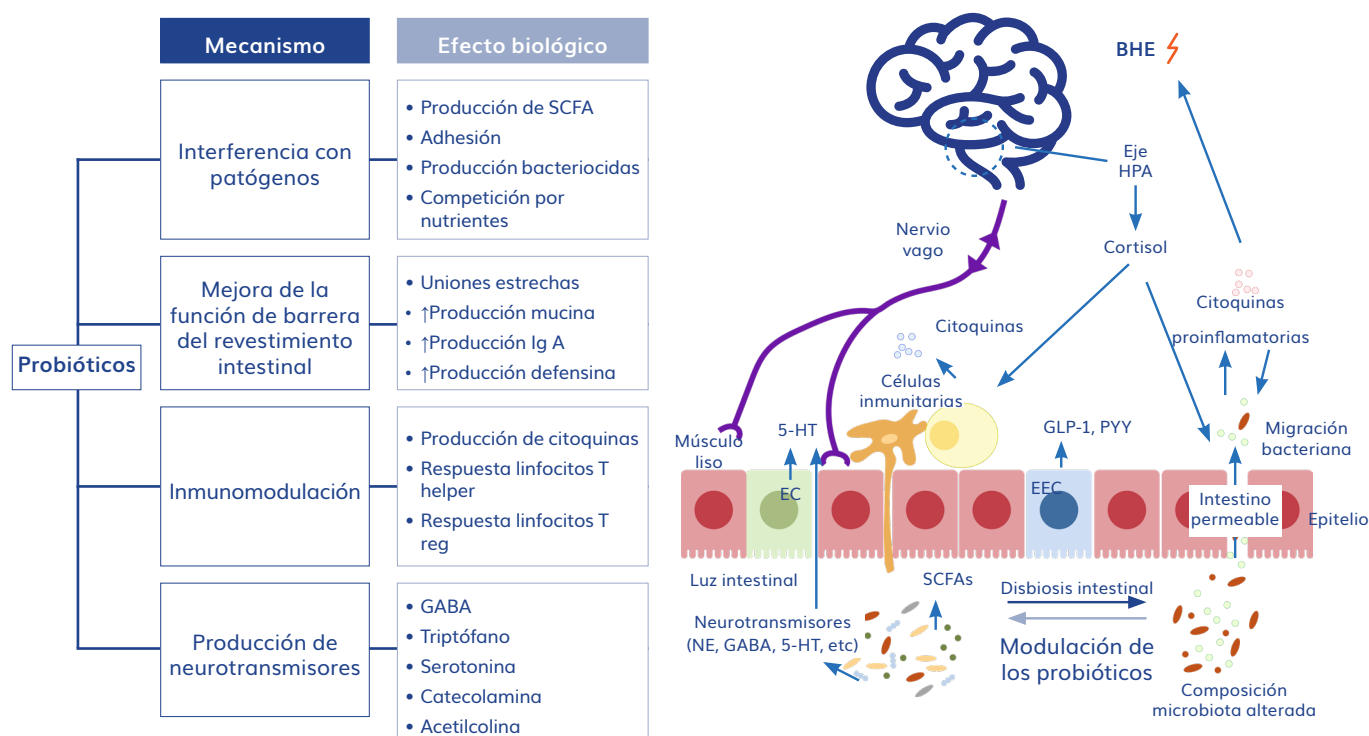 Mecanismo
Efecto biológico
Probióticos
Interferencia con
patógenos
• Producción de SCFA
• Adhesión
• Producción bacteriocidas
• Competición por
nutrientes
Mejora de la
función de barrera
del revestimiento
intestinal
• Uniones estrechas
• ↑Producción mucina
• ↑Producción Ig A
• ↑Producción defensina
Inmunomodulación
• Producción de citoquinas
• Respuesta linfocitos T
helper
• Respuesta linfocitos T
reg
Producción de
neurotransmisores
• GABA
• Triptófano
• Serotonina
• Catecolamina
• Acetilcolina
BHE
Eje
HPA
Nervio
vago
Cortisol
Citoquinas
proinflamatorias
Citoquinas
Células
inmunitarias
Músculo
liso
5-HT
GLP-1, PYY
Migración
bacteriana
EC
EEC
Intestino
permeable
Epitelio
Luz intestinal
SCFAs
Disbiosis intestinal
Neurotransmisores
(NE, GABA, 5-HT, etc)
Modulación de
los probióticos
Composición
microbiota alterada